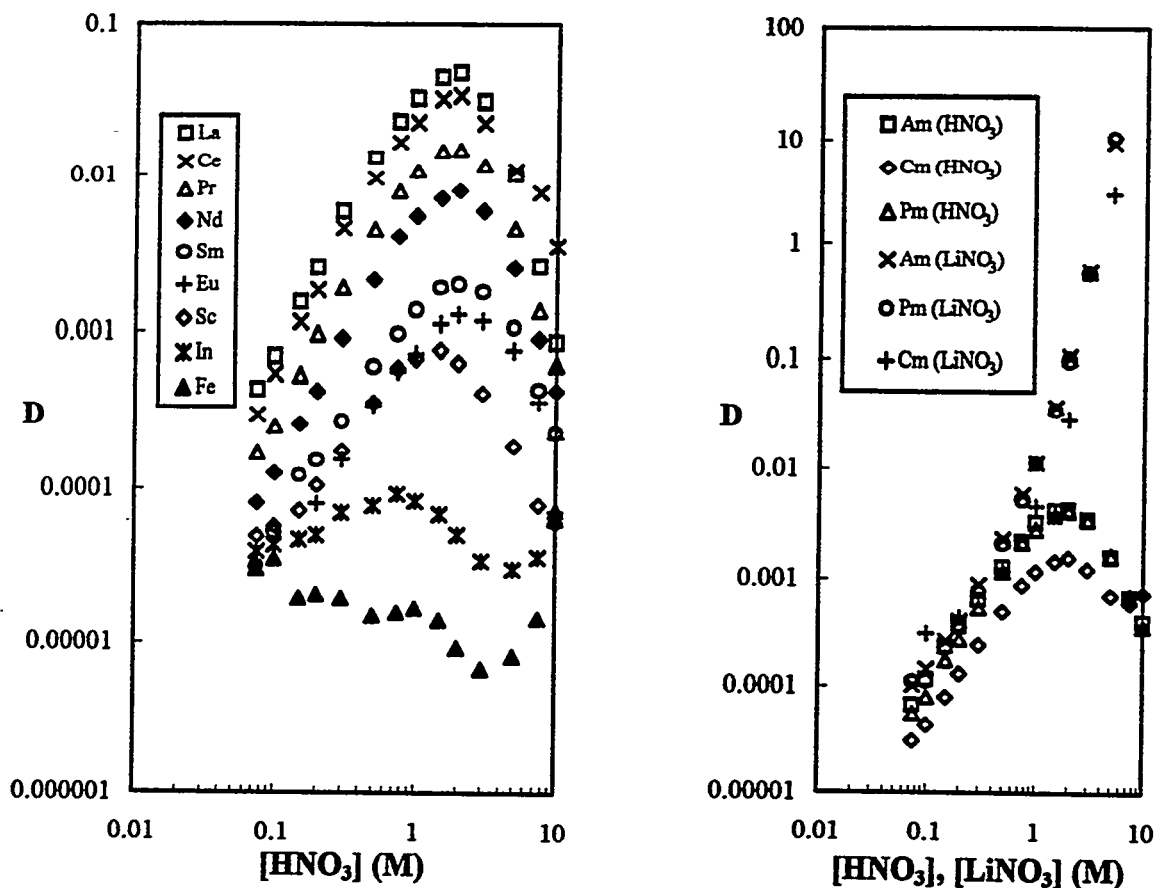 0.1
0.01
0.001
0.0001
0.00001
0.000001
D
La
Ce
Pr
Nd
Sm
Eu
Sc
In
Fe
0.01
0.1
1
10
[HNO₃] (M)
100
10
1
0.1
0.01
0.001
0.0001
0.00001
D
Am (HNO₃)
Cm (HNO₃)
Pm (HNO₃)
Am (LiNO₃)
Pm (LiNO₃)
Cm (LiNO₃)
0.01
0.1
1
10
[HNO₃], [LiNO₃] (M)